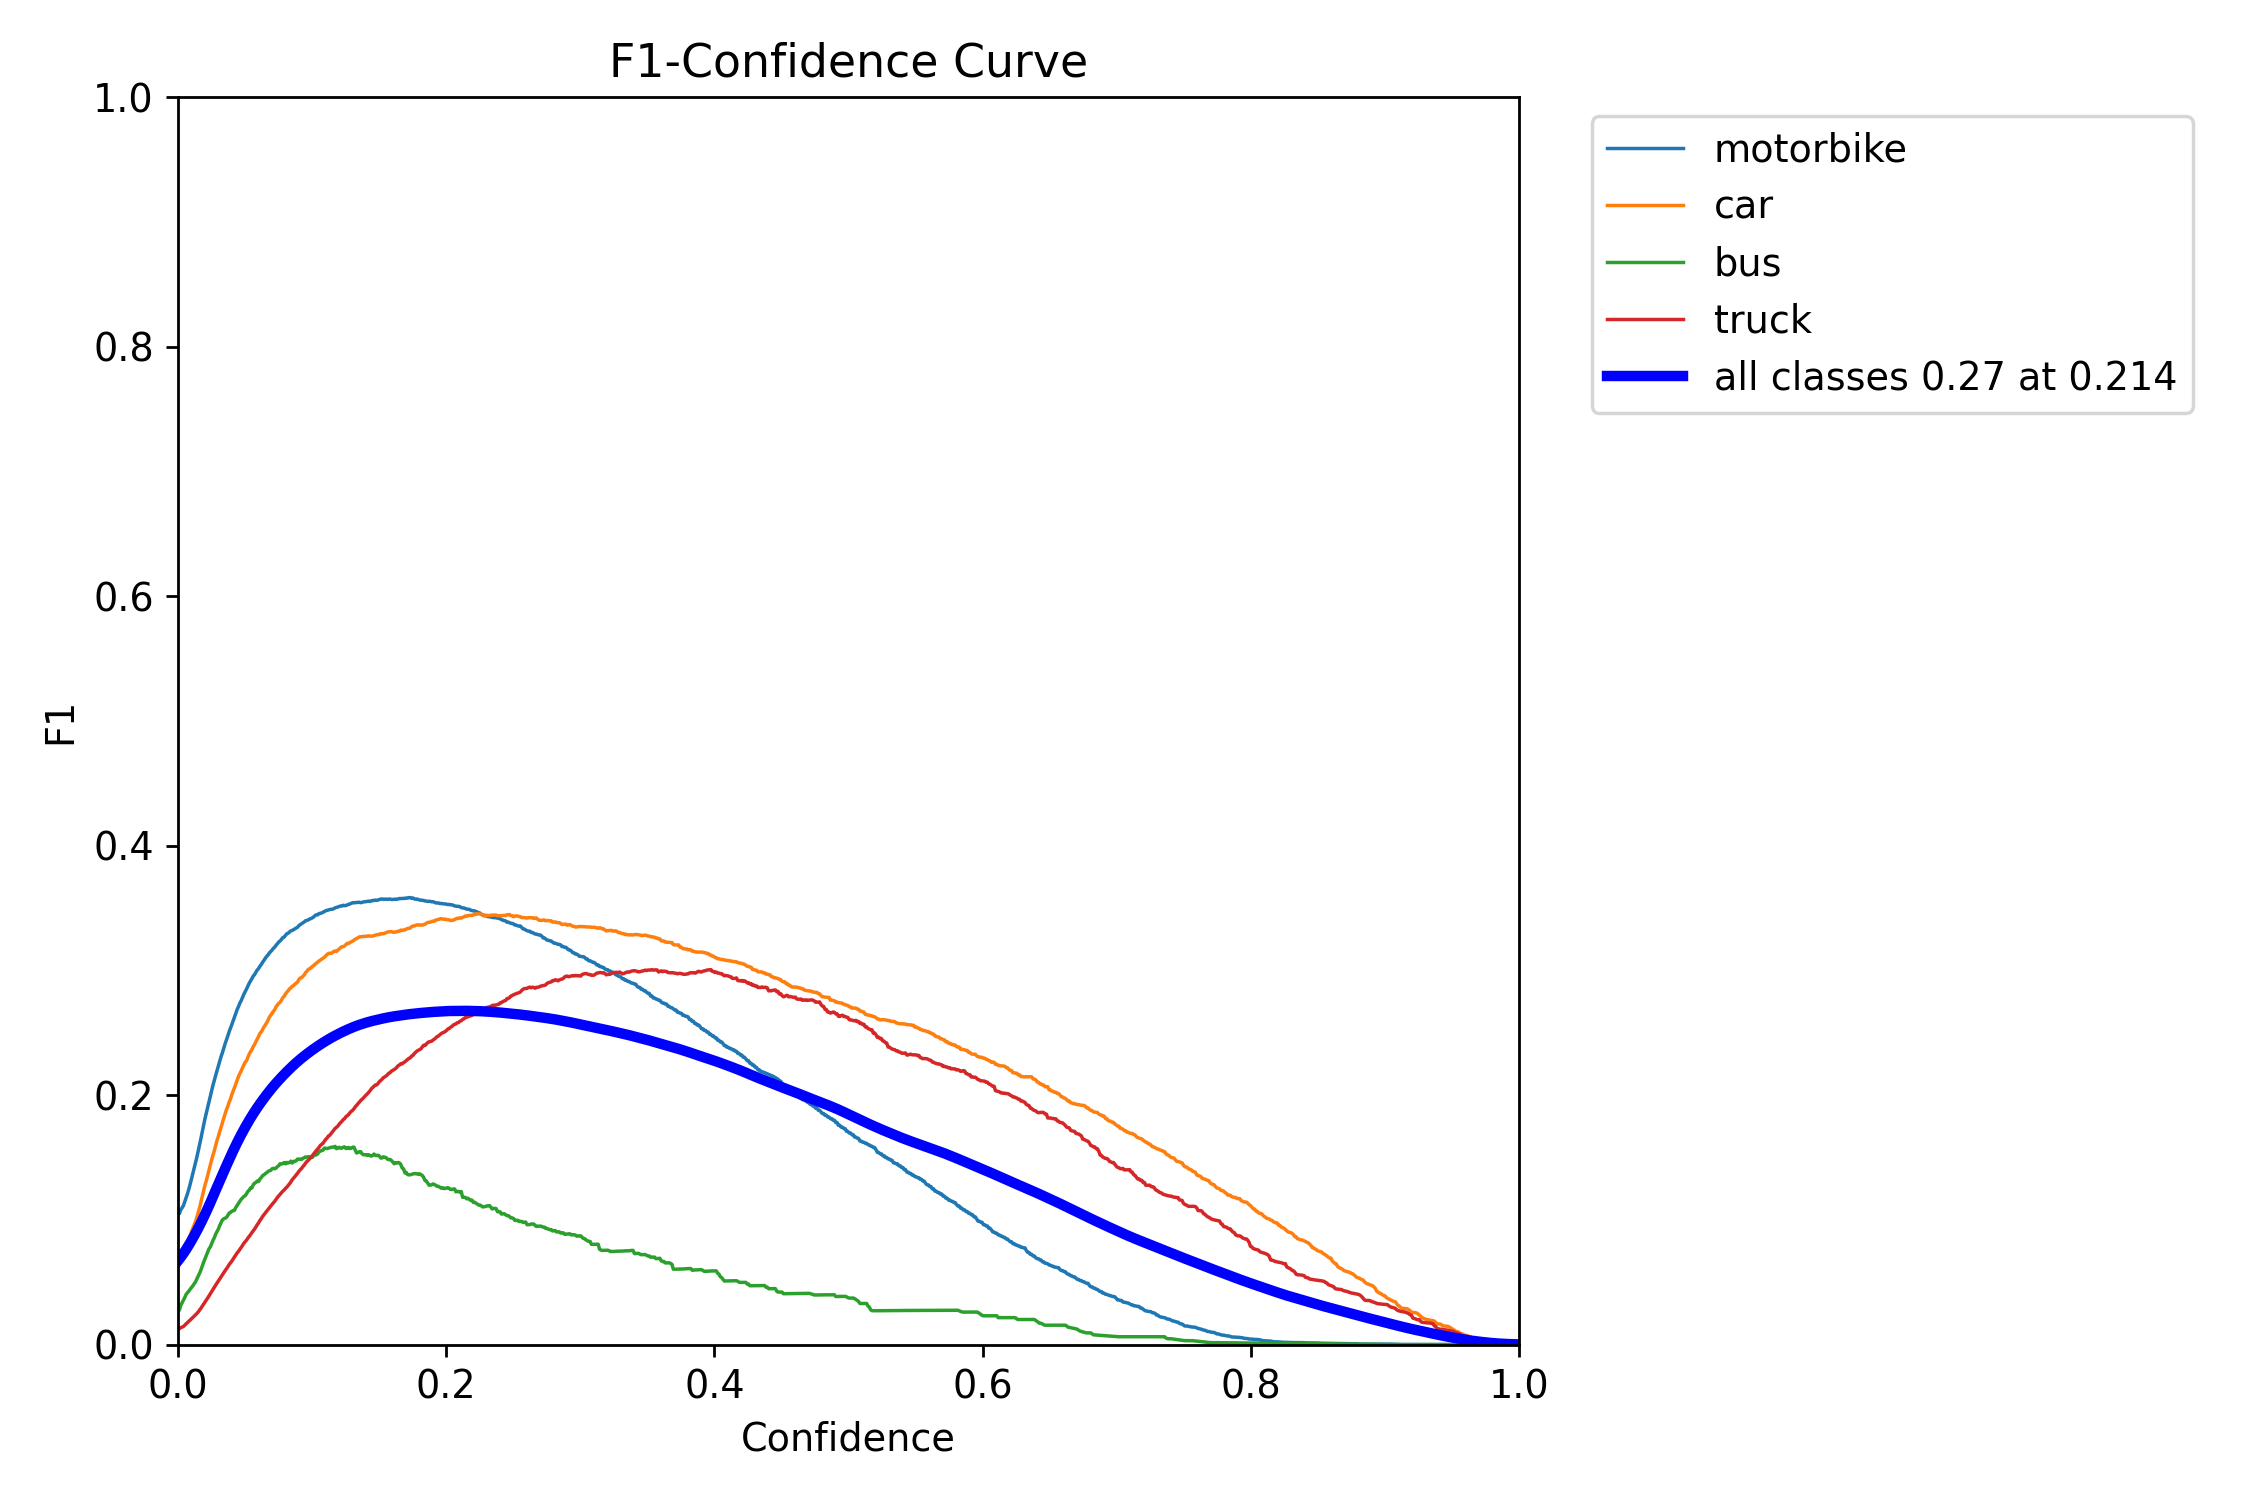 F1-Confidence Curve
1.0
0.8
0.6
0.4
0.2
0.0
F1
0.0 0.2 0.4 0.6 0.8 1.0
Confidence
motorbike
car
bus
truck
all classes 0.27 at 0.214